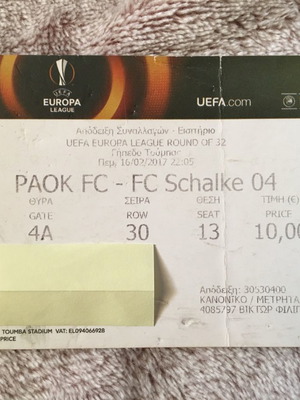 UEFA
EUROPA
LEAGUE
UEFA.com
Απόδειξη Συναλλαγών - Εισιτήριο
UEFA EUROPA LEAGUE ROUND OF 32
Γήπεδο Τούμπας
Πεμ, 16/02/2017 22:05
PAOK FC - FC Schalke 04
ΘΥΡΑ ΣΕΙΡΑ ΘΕΣΗ ΤΙΜΗ (€)
GATE ROW SEAT PRICE
4A 30 13 10,00
Απόδειξη: 30530400
ΚΑΝΟΝΙΚΟ / ΜΕΤΡΗΤΑ
4085797 ΒΙΚΤΩΡ ΦΙΛΙΠ
TOUMBA STADIUM VAT: EL094066928
PRICE